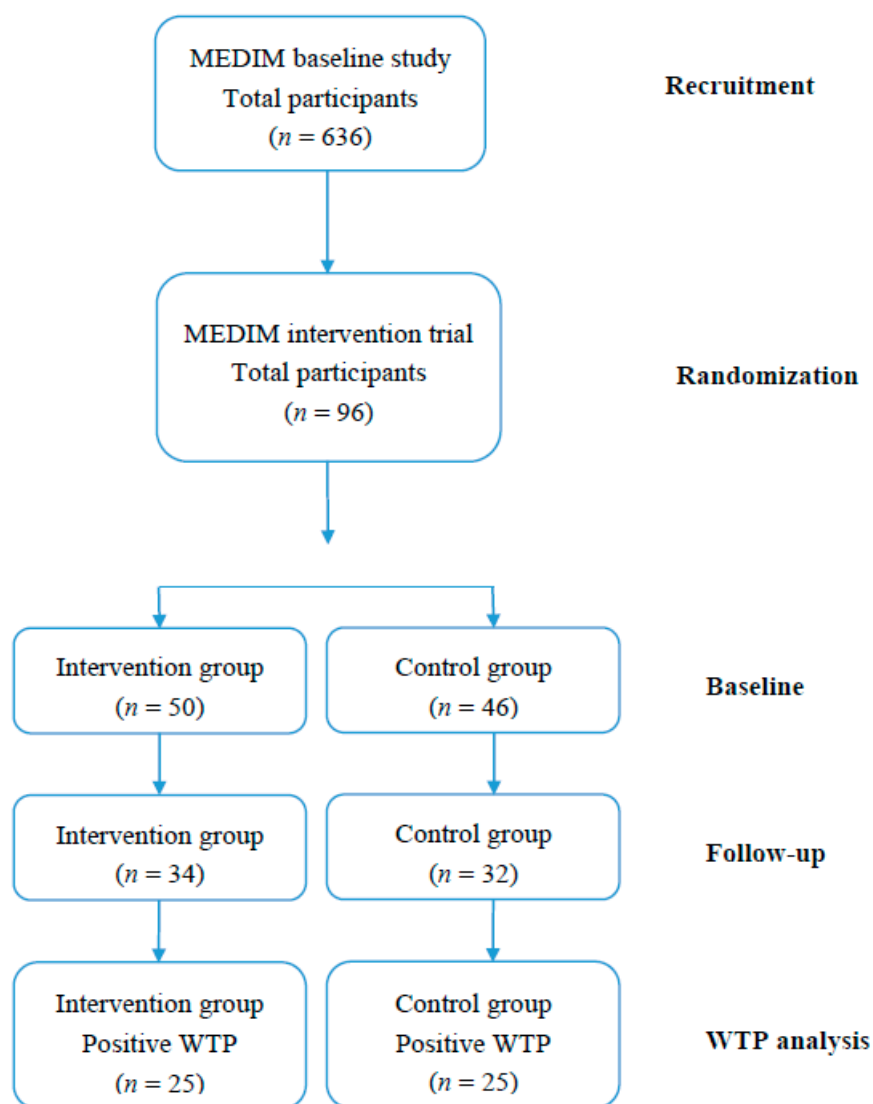 MEDIM baseline study
Total participants
(n = 636)
Recruitment
MEDIM intervention trial
Total participants
(n = 96)
Randomization
Intervention group
(n = 50)
Control group
(n = 46)
Baseline
Intervention group
(n = 34)
Control group
(n = 32)
Follow-up
Intervention group
Positive WTP
(n = 25)
Control group
Positive WTP
(n = 25)
WTP analysis